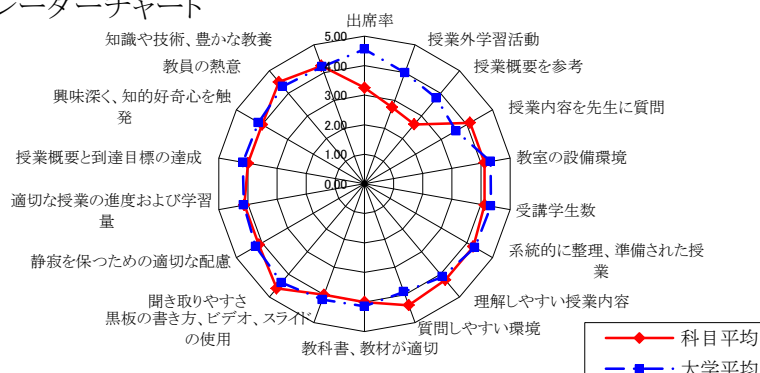 レーダーチャート
出席率
授業外学習活動
授業概要を参考
授業内容を先生に質問
教室の設備環境
受講学生数
系統的に整理、準備された授
業
理解しやすい授業内容
質問しやすい環境
教科書、教材が適切
黒板の書き方、ビデオ、スライド
の使用
聞き取りやすさ
静寂を保つための適切な配慮
適切な授業の進度および学習
量
授業概要と到達目標の達成
興味深く、知的好奇心を触
発
教員の熱意
知識や技術、豊かな教養
5.00
4.00
3.00
2.00
1.00
0.00
科目平均
大学平均